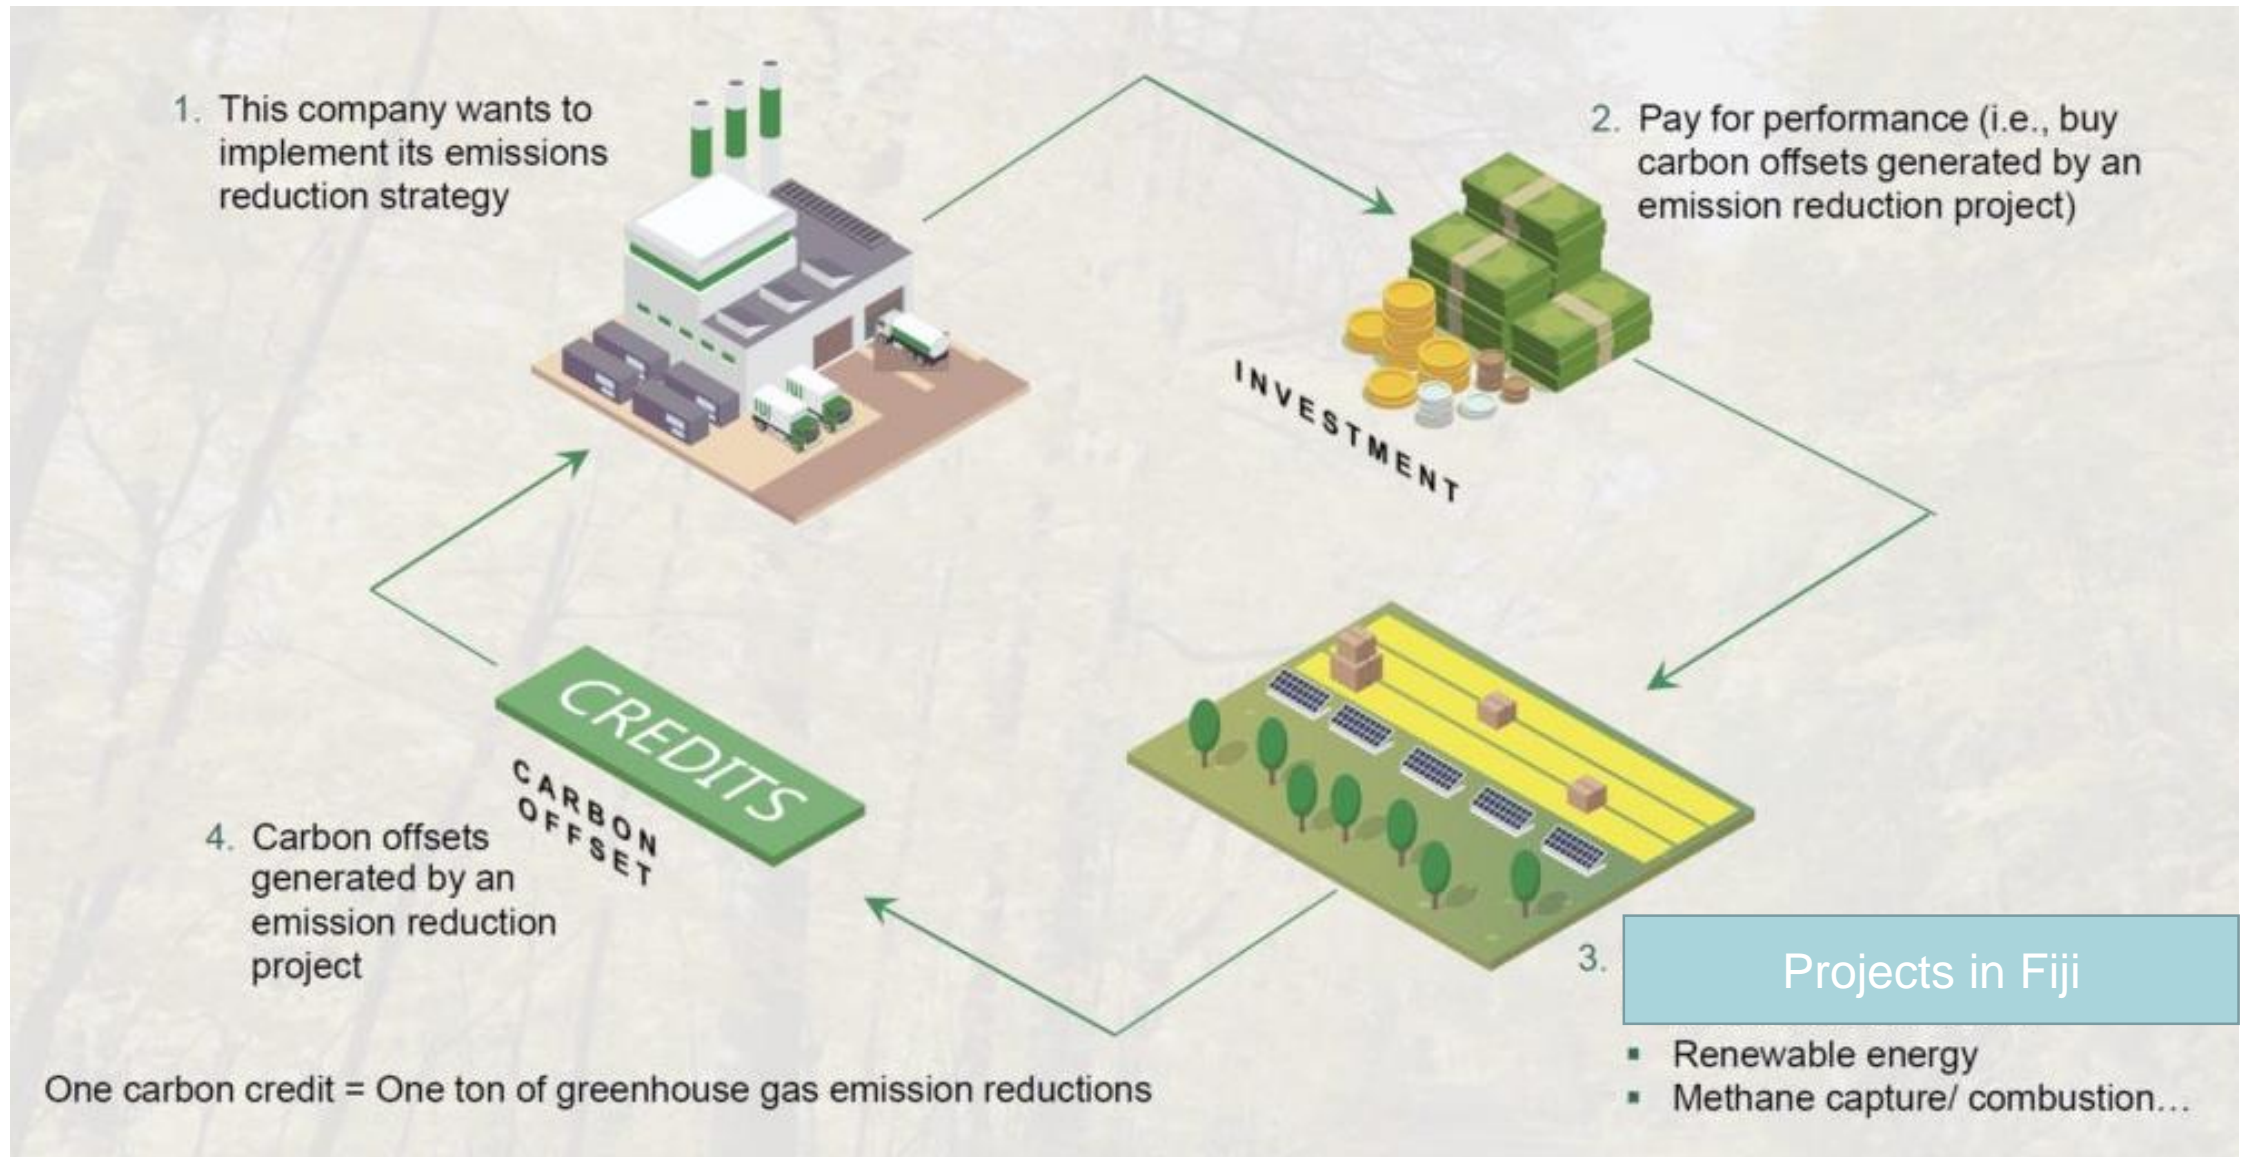 1. This company wants to
implement its emissions
reduction strategy
2. Pay for performance (i.e., buy
carbon offsets generated by an
emission reduction project)
INVESTMENT
CREDITS
CARBON
OFFSET
3. Projects in Fiji
▪ Renewable energy
▪ Methane capture/ combustion…
4. Carbon offsets
generated by an
emission reduction
project
One carbon credit = One ton of greenhouse gas emission reductions